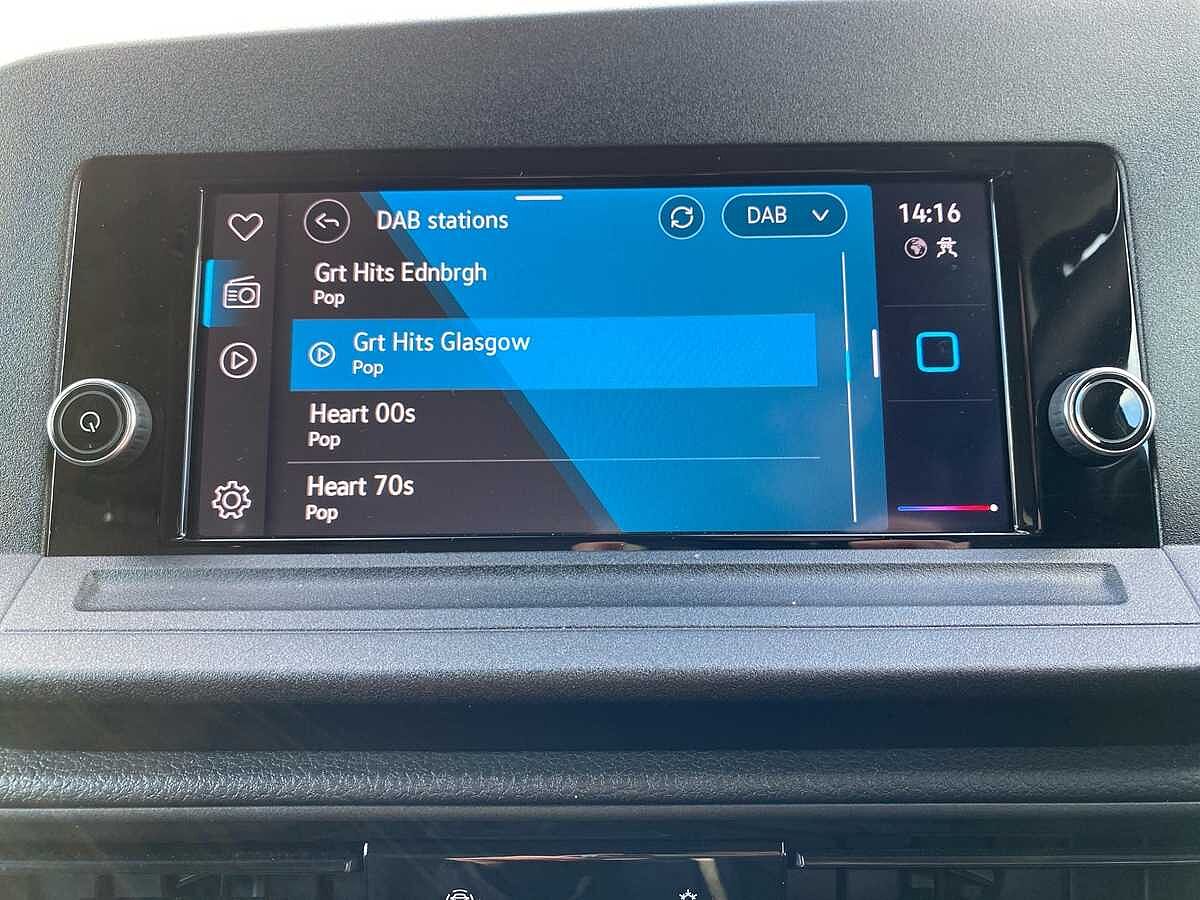 DAB stations
DAB
14:16
Grt Hits Ednbrgh
Pop
Grt Hits Glasgow
Pop
Heart 00s
Pop
Heart 70s
Pop